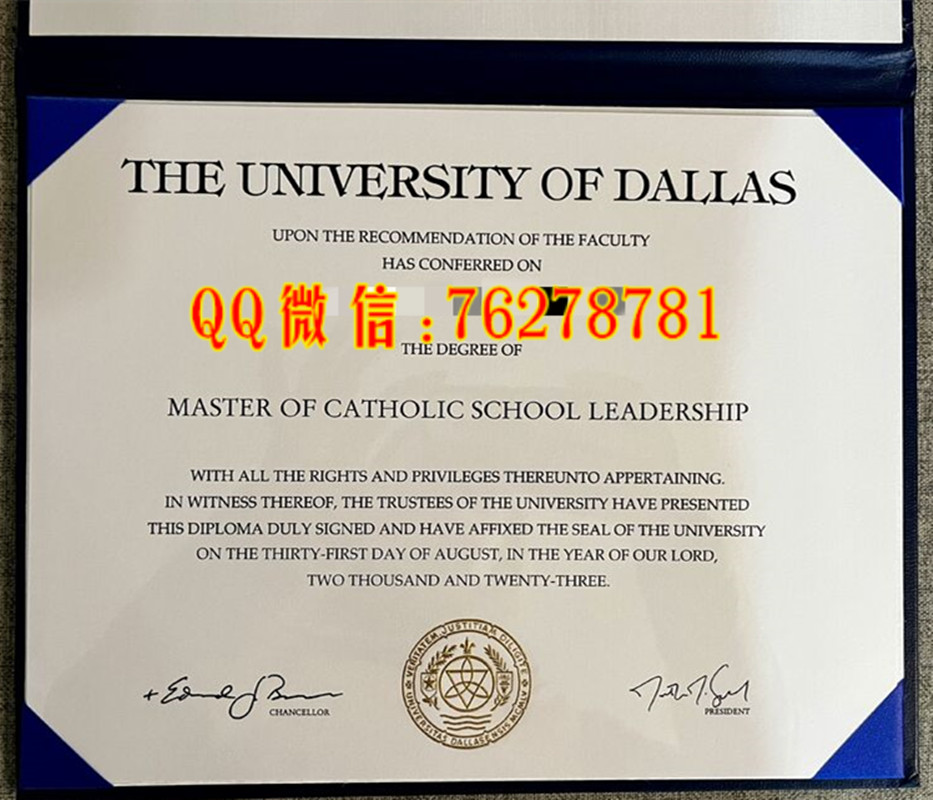 THE UNIVERSITY OF DALLAS
UPON THE RECOMMENDATION OF THE FACULTY
HAS CONFERRED ON
QQ微信:76278781
THE DEGREE OF
MASTER OF CATHOLIC SCHOOL LEADERSHIP
WITH ALL THE RIGHTS AND PRIVILEGES THEREUNTO APPERTAINING.
IN WITNESS THEREOF, THE TRUSTEES OF THE UNIVERSITY HAVE PRESENTED
THIS DIPLOMA DULY SIGNED AND HAVE AFFIXED THE SEAL OF THE UNIVERSITY
ON THE THIRTY-FIRST DAY OF AUGUST, IN THE YEAR OF OUR LORD,
TWO THOUSAND AND TWENTY-THREE.
VERITATEM JUSTITIAM DILIGITE
UNIVERSITAS DALLASENSIS MCMLVI
CHANCELLOR
PRESIDENT